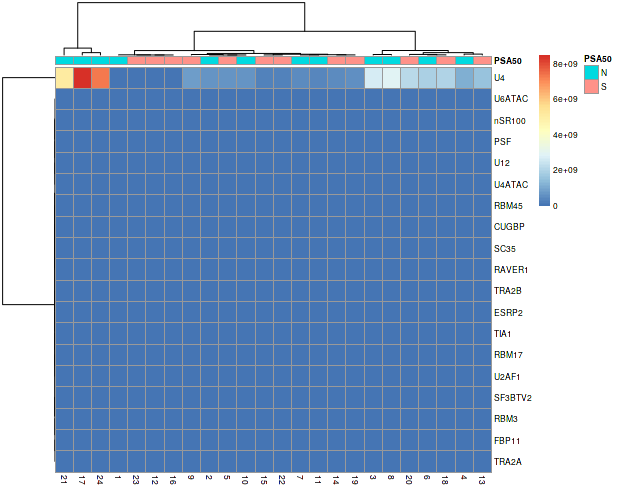 PSA50
PSA50
N
S
8e+09
6e+09
4e+09
2e+09
0
U4
U6ATAC
nSR100
PSF
U12
U4ATAC
RBM45
CUGBP
SC35
RAVER1
TRA2B
ESRP2
TIA1
RBM17
U2AF1
SF3BTV2
RBM3
FBP11
TRA2A
21 17 24 1 23 12 16 9 2 5 10 15 22 7 11 14 19 3 8 20 6 18 4 13